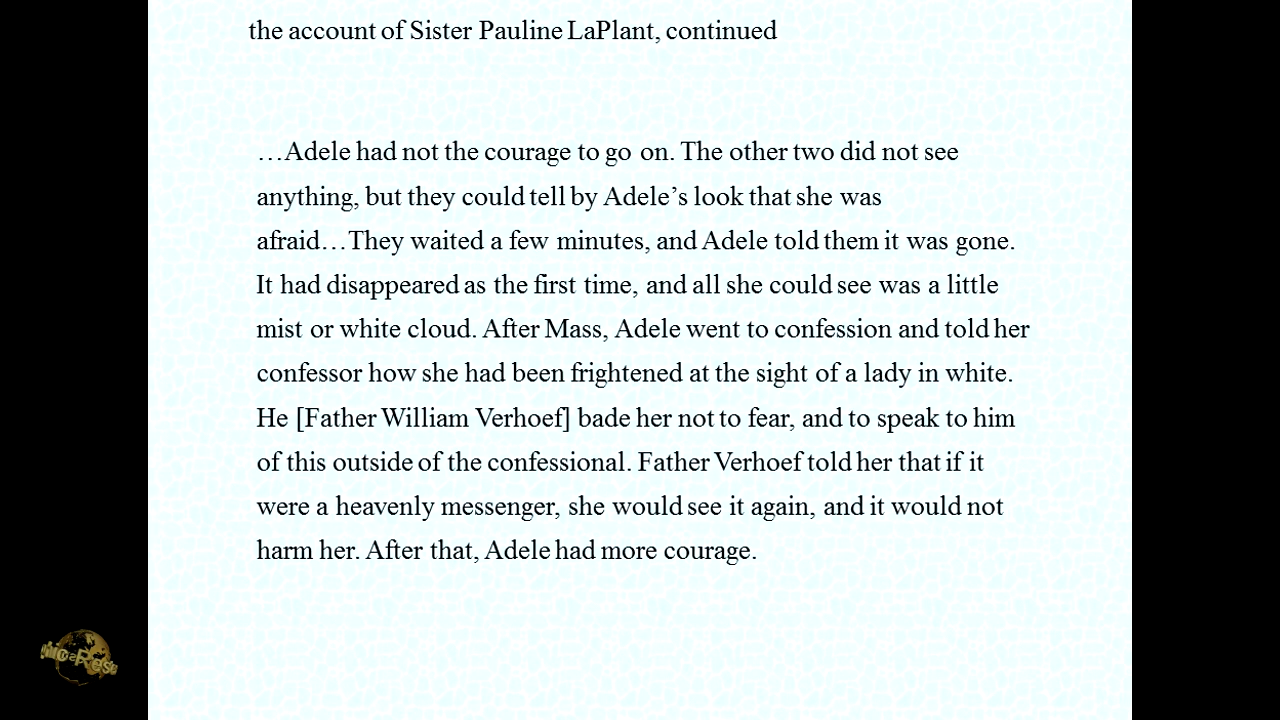 the account of Sister Pauline LaPlant, continued
…Adele had not the courage to go on. The other two did not see
anything, but they could tell by Adele’s look that she was
afraid…They waited a few minutes, and Adele told them it was gone.
It had disappeared as the first time, and all she could see was a little
mist or white cloud. After Mass, Adele went to confession and told her
confessor how she had been frightened at the sight of a lady in white.
He [Father William Verhoef] bade her not to fear, and to speak to him
of this outside of the confessional. Father Verhoef told her that if it
were a heavenly messenger, she would see it again, and it would not
harm her. After that, Adele had more courage.